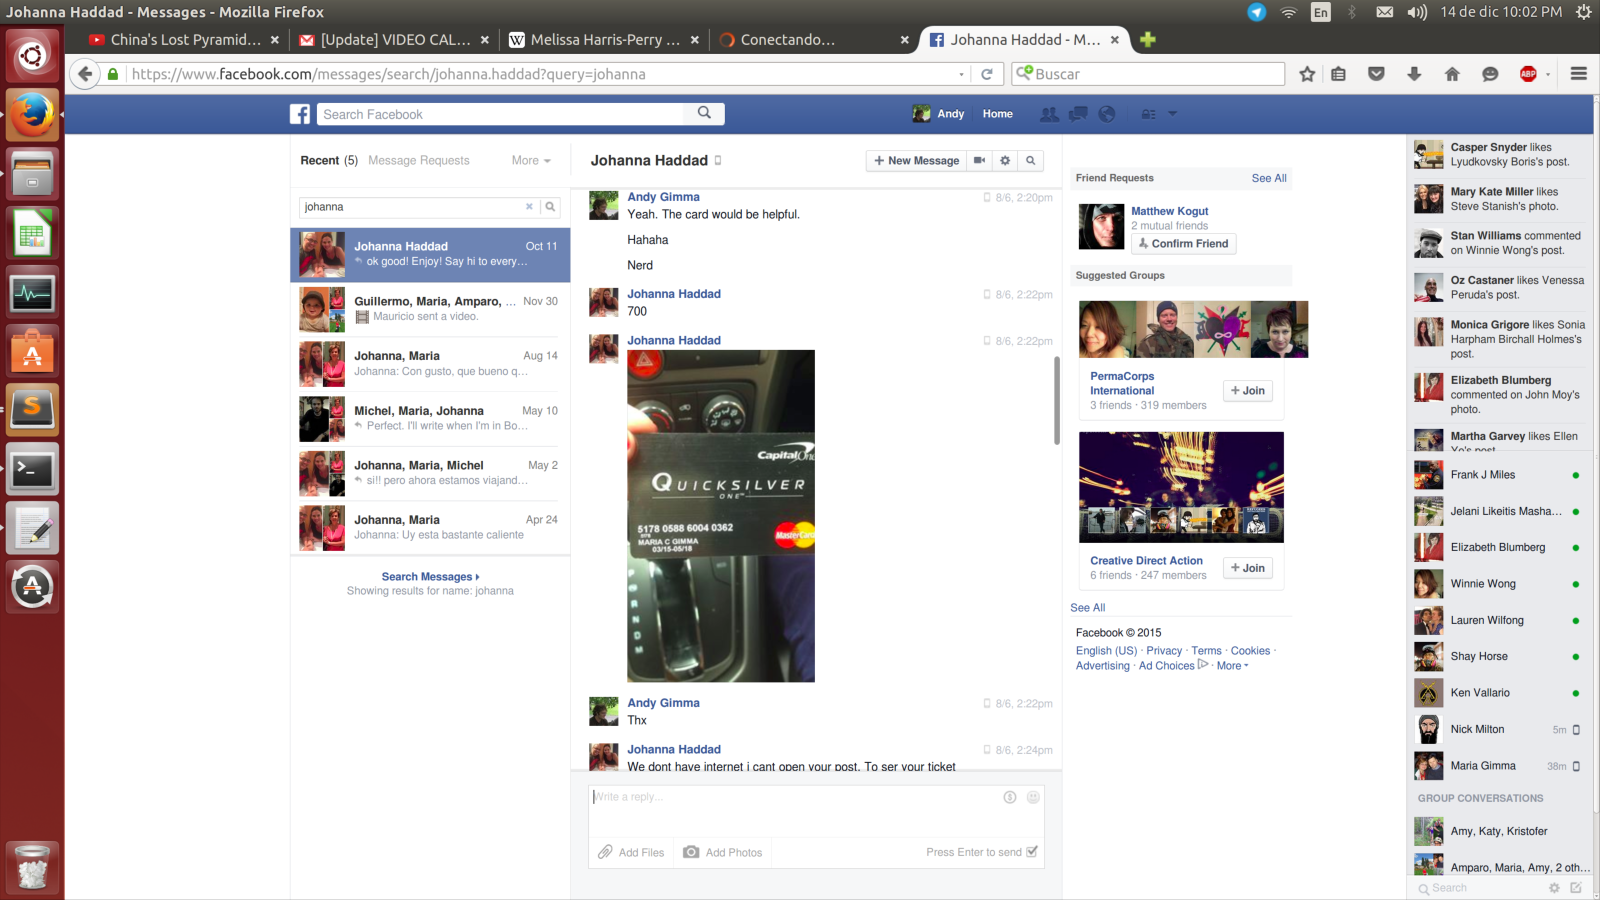 Johanna Haddad - Messages - Mozilla Firefox
En
14 de dic 10:02 PM
China's Lost Pyramid...
[Update] VIDEO CAL...
Melissa Harris-Perry ...
Conectando...
Johanna Haddad - M...
https://www.facebook.com/messages/search/johanna.haddad?query=johanna
Buscar
ABP
Search Facebook
Andy
Home
Recent (5)
Message Requests
More
johanna
Johanna Haddad
Oct 11
ok good! Enjoy! Say hi to every...
Guillermo, Maria, Amparo, ...
Nov 30
Mauricio sent a video.
Johanna, Maria
Aug 14
Johanna: Con gusto, que bueno q...
Michel, Maria, Johanna
May 10
Perfect. I'll write when I'm in Bo...
Johanna, Maria, Michel
May 2
si!! pero ahora estamos viajand...
Johanna, Maria
Apr 24
Johanna: Uy esta bastante caliente
Search Messages
Showing results for name: johanna
Johanna Haddad
+ New Message
Andy Gimma
8/6, 2:20pm
Yeah. The card would be helpful.
Hahaha
Nerd
Johanna Haddad
8/6, 2:22pm
700
Johanna Haddad
8/6, 2:22pm
Capital One
QUICKSILVER
ONE
[card number and expiry date omitted]
MARIA C GIMMA
MasterCard
P
R
N
D
M
Andy Gimma
8/6, 2:22pm
Thx
Johanna Haddad
8/6, 2:24pm
We dont have internet i cant open your post. To ser your ticket
Write a reply...
Add Files
Add Photos
Press Enter to send
Friend Requests
See All
Matthew Kogut
2 mutual friends
Confirm Friend
Suggested Groups
PermaCorps
International
3 friends · 319 members
+ Join
Creative Direct Action
6 friends · 247 members
+ Join
See All
Facebook © 2015
English (US) · Privacy · Terms · Cookies ·
Advertising · Ad Choices · More
Casper Snyder likes
Lyudkovsky Boris's post.
Mary Kate Miller likes
Steve Stanish's photo.
Stan Williams commented
on Winnie Wong's post.
Oz Castaner likes Venessa
Peruda's post.
Monica Grigore likes Sonia
Harpham Birchall Holmes's
post.
Elizabeth Blumberg
commented on John Moy's
photo.
Martha Garvey likes Ellen
Yo's post
Frank J Miles
Jelani Likeitis Masha...
Elizabeth Blumberg
Winnie Wong
Lauren Wilfong
Shay Horse
Ken Vallario
Nick Milton
5m
Maria Gimma
38m
GROUP CONVERSATIONS
Amy, Katy, Kristofer
Amparo, Maria, Amy, 2 oth...
Search